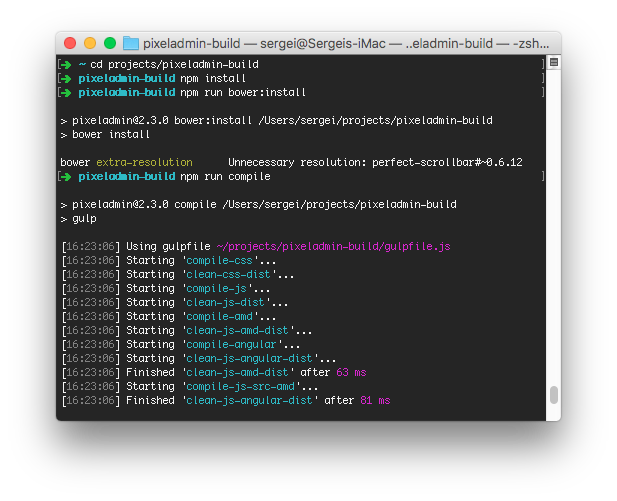 pixeladmin-build — sergei@Sergeis-iMac — ..eladmin-build — -zsh...
[➜ ~ cd projects/pixeladmin-build ]
[➜ pixeladmin-build npm install ]
[➜ pixeladmin-build npm run bower:install ]
> pixeladmin@2.3.0 bower:install /Users/sergei/projects/pixeladmin-build
> bower install
bower extra-resolution Unnecessary resolution: perfect-scrollbar#~0.6.12
[➜ pixeladmin-build npm run compile ]
> pixeladmin@2.3.0 compile /Users/sergei/projects/pixeladmin-build
> gulp
[16:23:06] Using gulpfile ~/projects/pixeladmin-build/gulpfile.js
[16:23:06] Starting 'compile-css'...
[16:23:06] Starting 'clean-css-dist'...
[16:23:06] Starting 'compile-js'...
[16:23:06] Starting 'clean-js-dist'...
[16:23:06] Starting 'compile-amd'...
[16:23:06] Starting 'clean-js-amd-dist'...
[16:23:06] Starting 'compile-angular'...
[16:23:06] Starting 'clean-js-angular-dist'...
[16:23:06] Finished 'clean-js-amd-dist' after 63 ms
[16:23:06] Starting 'compile-js-src-amd'...
[16:23:06] Finished 'clean-js-angular-dist' after 81 ms